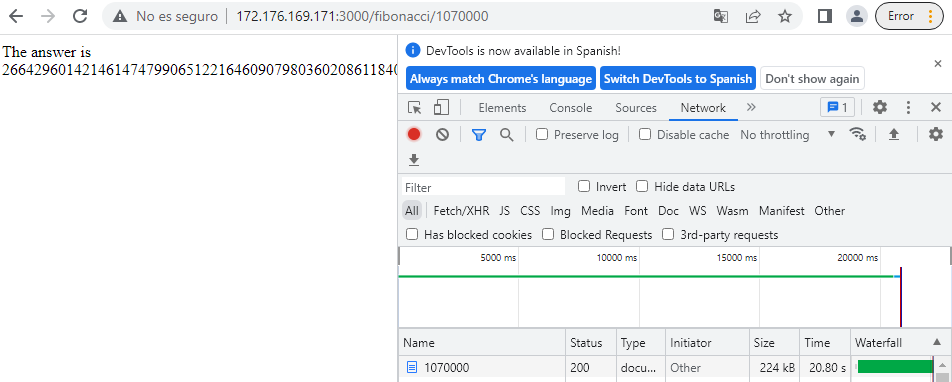 No es seguro | 172.176.169.171:3000/fibonacci/1070000
Error
The answer is
DevTools is now available in Spanish!
Always match Chrome's language Switch DevTools to Spanish Don't show again
Elements Console Sources Network 1
Preserve log Disable cache No throttling
Filter Invert Hide data URLs
All Fetch/XHR JS CSS Img Media Font Doc WS Wasm Manifest Other
Has blocked cookies Blocked Requests 3rd-party requests
5000 ms 10000 ms 15000 ms 20000 ms
Name Status Type Initiator Size Time Waterfall
1070000 200 docu... Other 224 kB 20.80 s